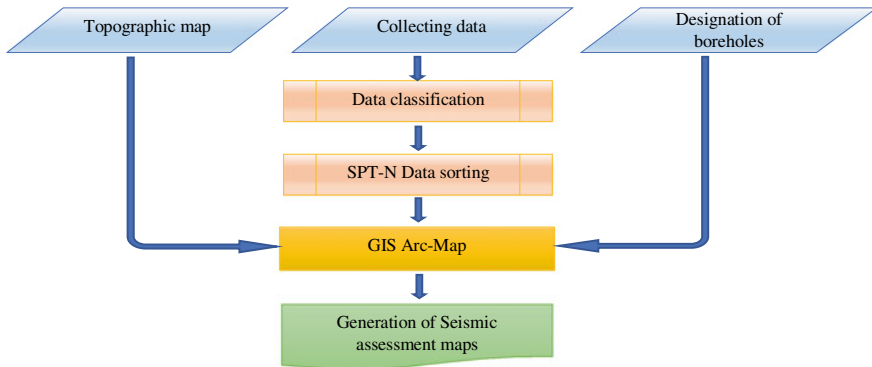 Topographic map
Collecting data
Designation of
boreholes
Data classification
SPT-N Data sorting
GIS Arc-Map
Generation of Seismic
assessment maps